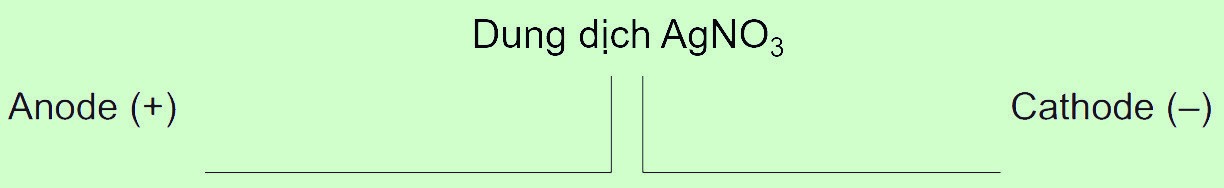 Dung dịch AgNO₃
Anode (+)
Cathode (–)